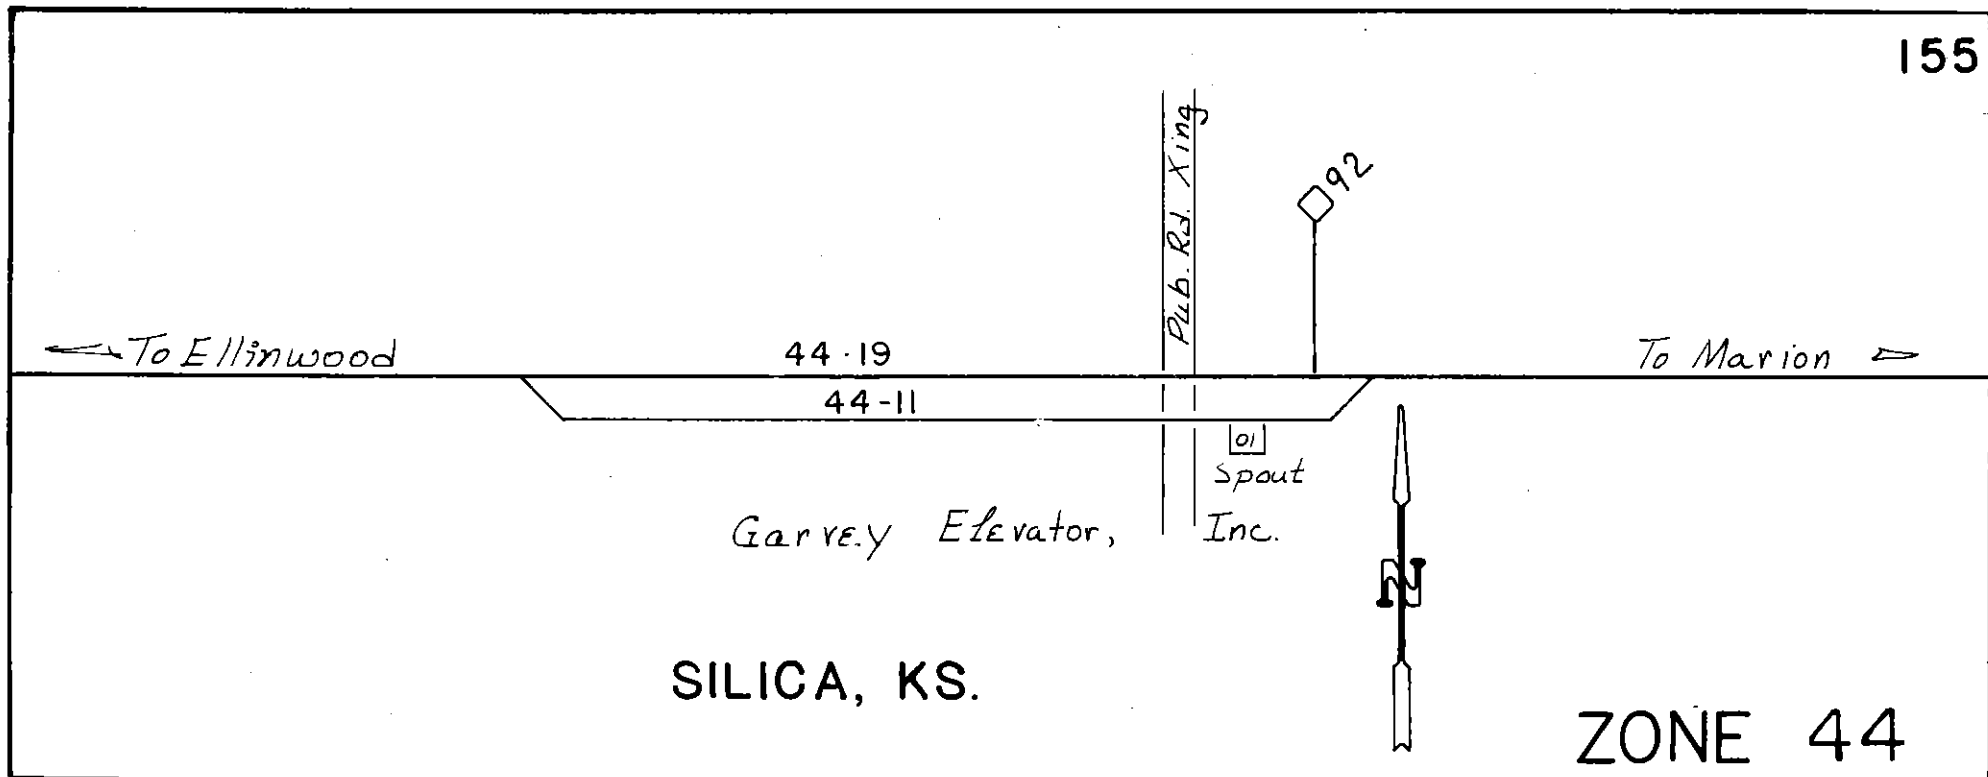 155
Pub. Rd. Xing
92
To Ellinwood
44-19
To Marion
44-11
01
Spout
Garvey Elevator, Inc.
N
SILICA, KS.
ZONE 44